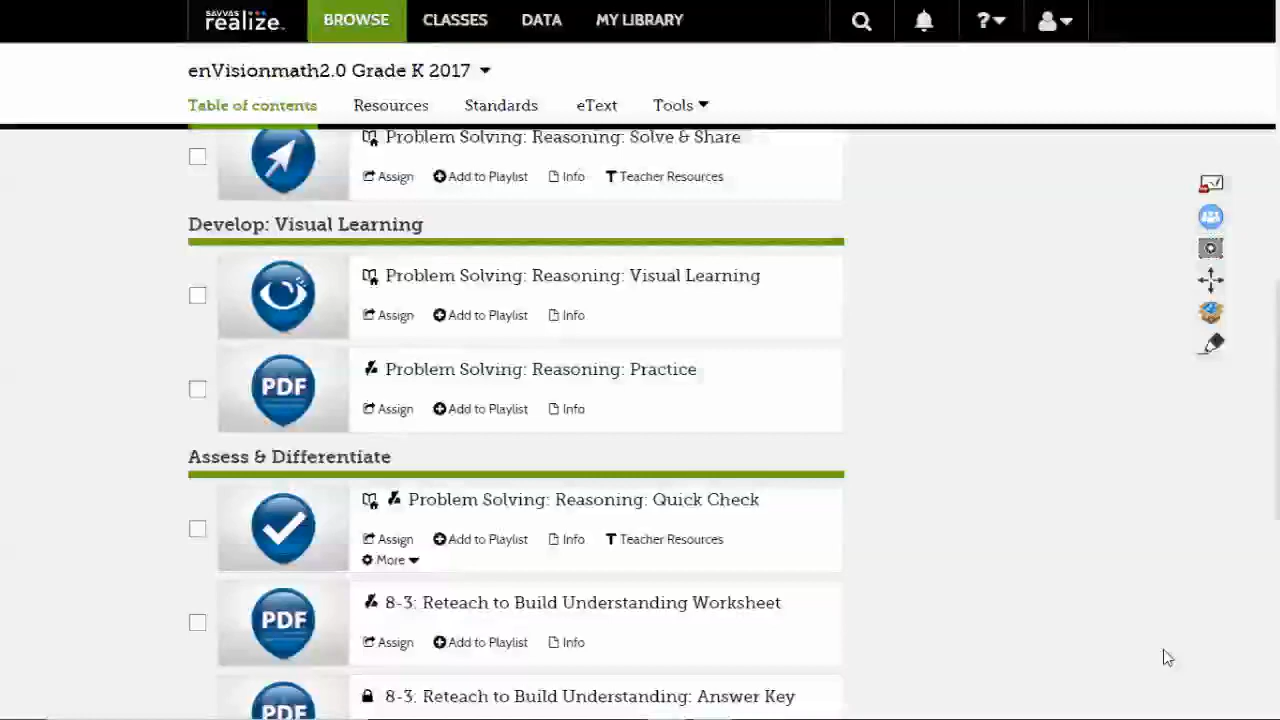 SAVVAS
realize™ BROWSE CLASSES DATA MY LIBRARY ?
enVisionmath2.0 Grade K 2017
Table of contents Resources Standards eText Tools
Problem Solving: Reasoning: Solve & Share
Assign Add to Playlist Info T Teacher Resources
Develop: Visual Learning
Problem Solving: Reasoning: Visual Learning
Assign Add to Playlist Info
PDF Problem Solving: Reasoning: Practice
Assign Add to Playlist Info
Assess & Differentiate
Problem Solving: Reasoning: Quick Check
Assign Add to Playlist Info T Teacher Resources
More
PDF 8-3: Reteach to Build Understanding Worksheet
Assign Add to Playlist Info
PDF 8-3: Reteach to Build Understanding: Answer Key